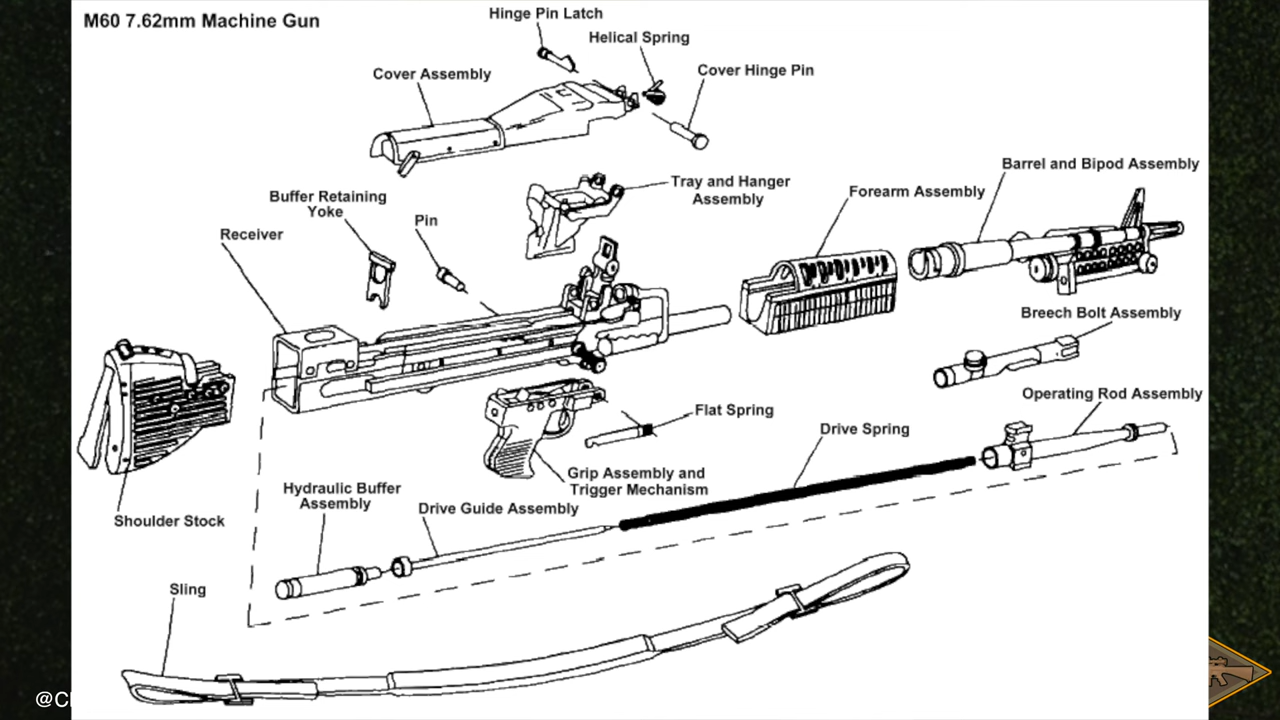 M60 7.62mm Machine Gun
Hinge Pin Latch
Helical Spring
Cover Assembly
Cover Hinge Pin
Barrel and Bipod Assembly
Tray and Hanger
Assembly
Forearm Assembly
Buffer Retaining
Yoke
Pin
Receiver
Breech Bolt Assembly
Operating Rod Assembly
Flat Spring
Drive Spring
Grip Assembly and
Trigger Mechanism
Hydraulic Buffer
Assembly
Drive Guide Assembly
Shoulder Stock
Sling